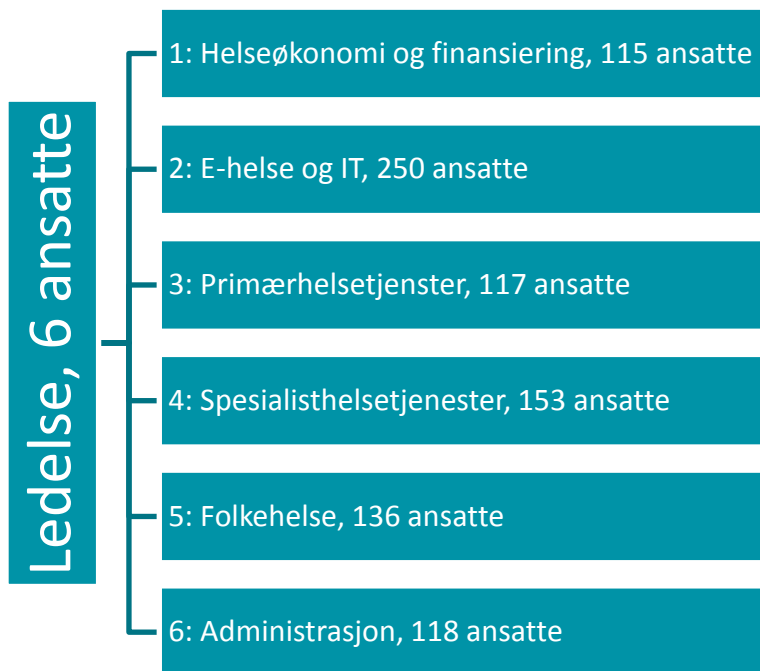 Ledelse, 6 ansatte
1: Helseøkonomi og finansiering, 115 ansatte
2: E-helse og IT, 250 ansatte
3: Primærhelsetjenster, 117 ansatte
4: Spesialisthelsetjenester, 153 ansatte
5: Folkehelse, 136 ansatte
6: Administrasjon, 118 ansatte